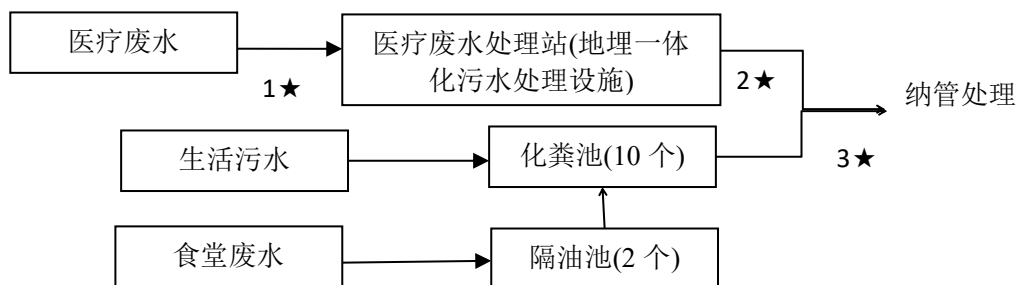 医疗废水
医疗废水处理站(地埋一体
化污水处理设施)
1★
2★
纳管处理
生活污水
化粪池(10 个)
3★
食堂废水
隔油池(2 个)